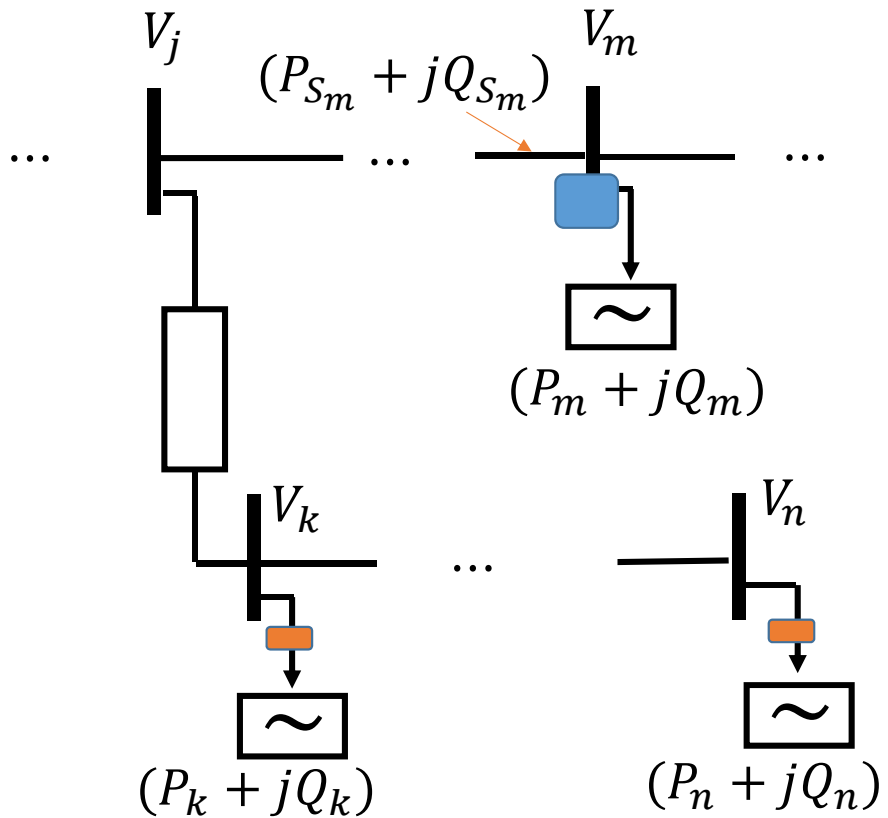 V_j
V_m
(P_{S_m} + jQ_{S_m})
... ... ...
~
(P_m + jQ_m)
V_k
V_n
...
~ ~
(P_k + jQ_k)
(P_n + jQ_n)